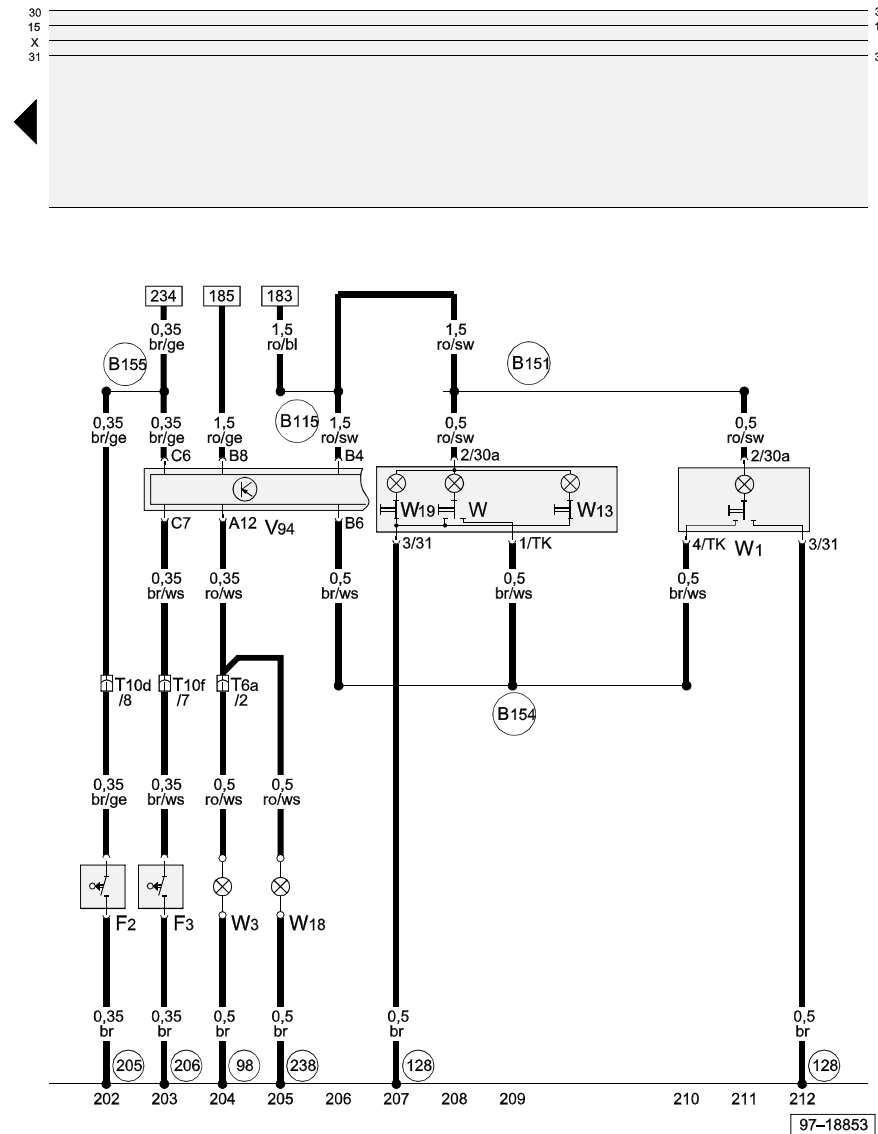 30
15
X
31
3
1
3
234 185 183
0,35
br/ge
1,5
ro/bl
1,5
ro/sw
B155
B151
B115
0,35
br/ge
0,35
br/ge
1,5
ro/ge
1,5
ro/sw
0,5
ro/sw
0,5
ro/sw
C6 B8 B4 2/30a 2/30a
W19 W W13
C7 A12 V94 B6 3/31 1/TK 4/TK W1 3/31
0,35
br/ws
0,35
ro/ws
0,5
br/ws
0,5
br/ws
0,5
br/ws
T10d
/8
T10f
/7
T6a
/2
B154
0,35
br/ge
0,35
br/ws
0,5
ro/ws
0,5
ro/ws
F2 F3 W3 W18
0,35
br
0,35
br
0,5
br
0,5
br
0,5
br
0,5
br
205 206 98 238 128 128
202 203 204 205 206 207 208 209 210 211 212
97–18853